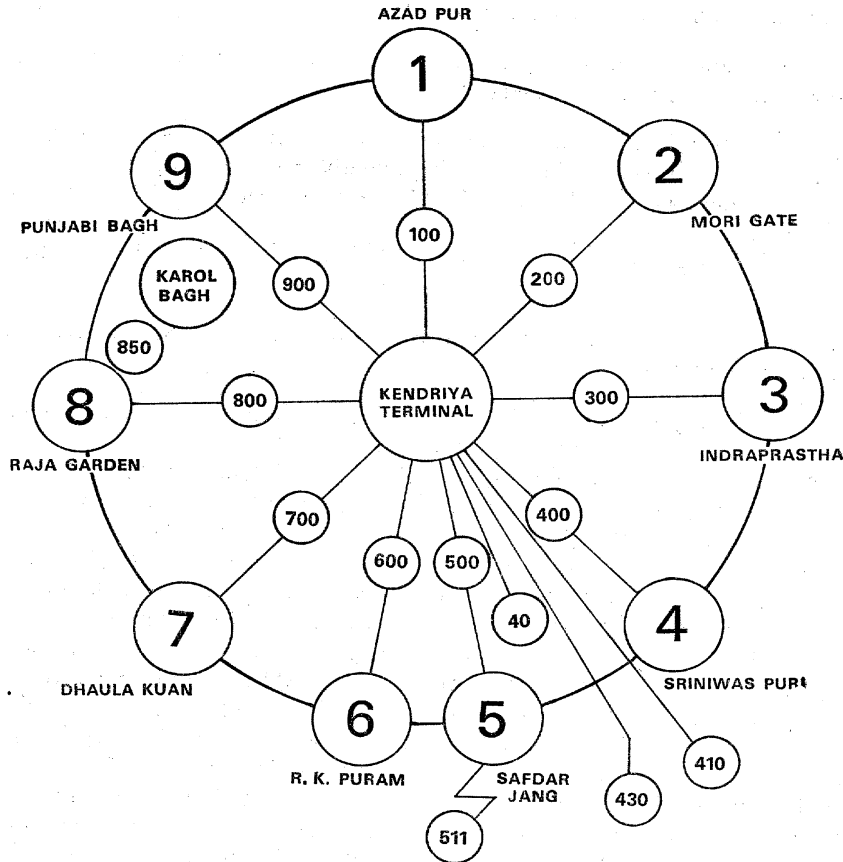 AZAD PUR
1
9
2
PUNJABI BAGH
MORI GATE
100
KAROL
BAGH
900
200
850
8
800
KENDRIYA
TERMINAL
300
3
RAJA GARDEN
INDRAPRASTHA
700
400
600
500
40
7
4
DHAULA KUAN
SRINIWAS PURI
6
5
R. K. PURAM
SAFDAR
JANG
410
430
511